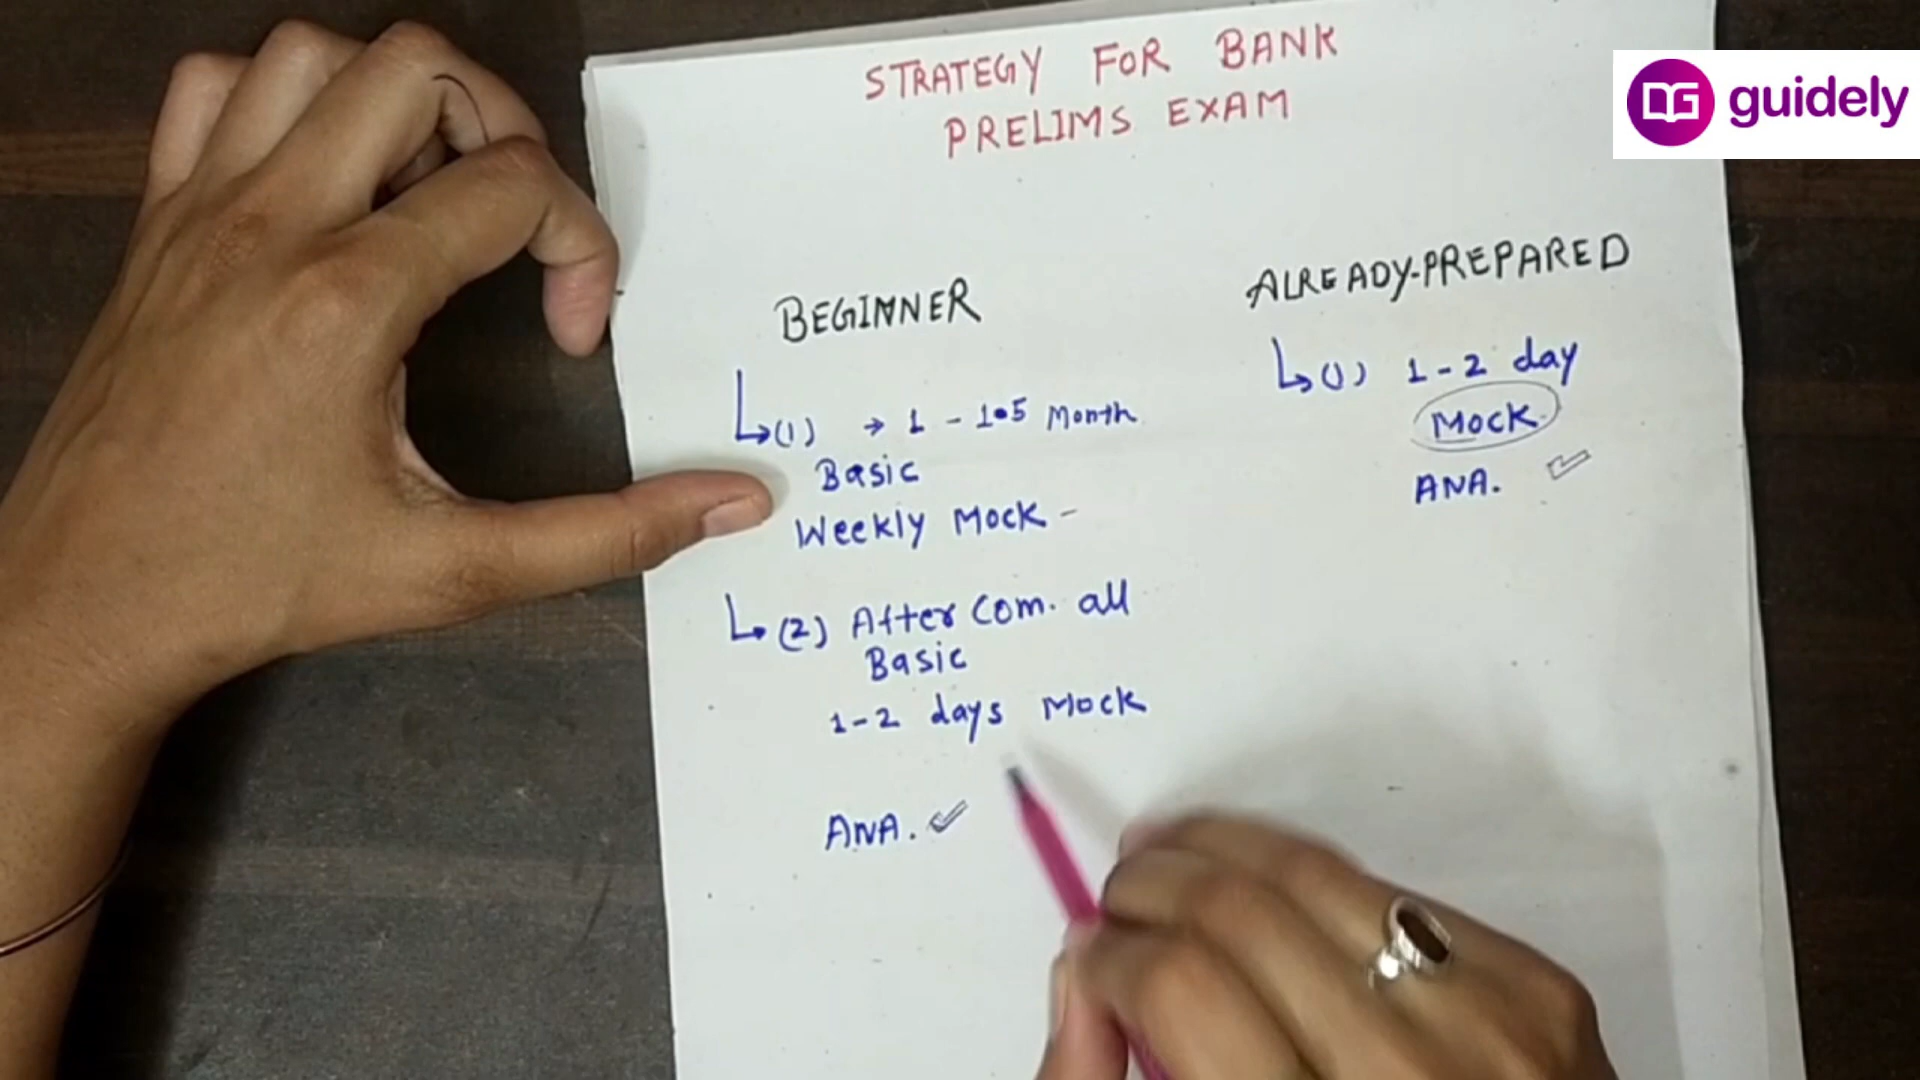 STRATEGY FOR BANK
PRELIMS EXAM
guidely
BEGINNER
(1) → 1 - 1.5 Month
Basic
Weekly Mock -
(2) After Com. all
Basic
1-2 days Mock
ANA. ✓
ALREADY-PREPARED
(1) 1-2 day
Mock
ANA. ✓